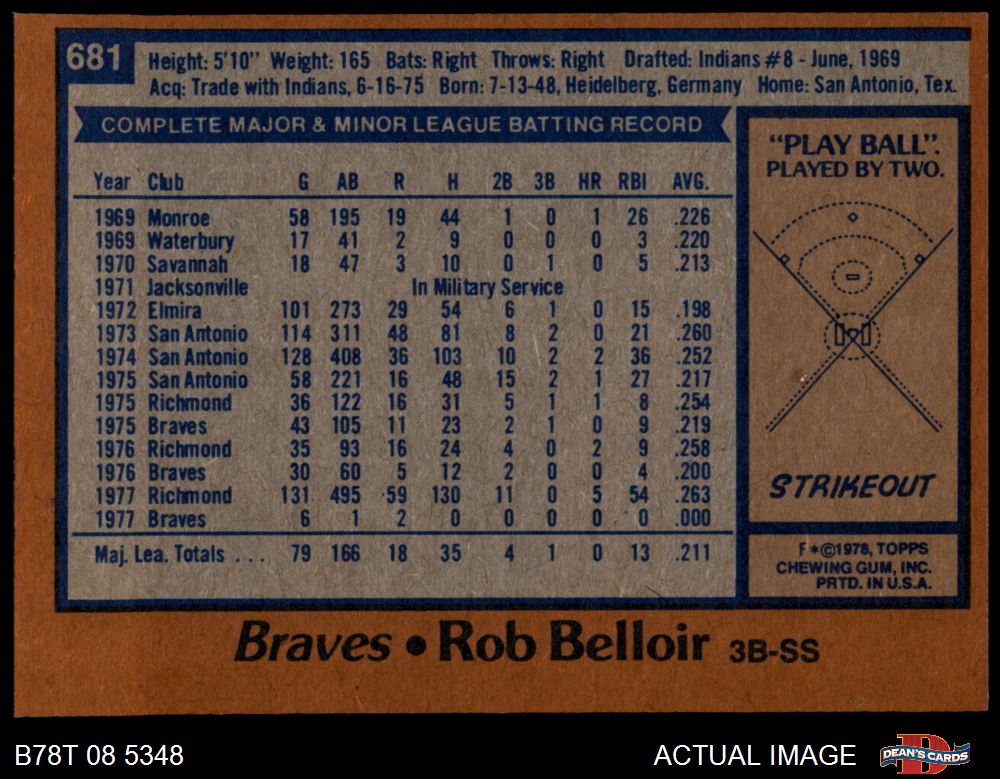 681
Height: 5'10" Weight: 165 Bats: Right Throws: Right Drafted: Indians #8 - June, 1969
Acq: Trade with Indians, 6-16-75 Born: 7-13-48, Heidelberg, Germany Home: San Antonio, Tex.
COMPLETE MAJOR & MINOR LEAGUE BATTING RECORD
Year Club G AB R H 2B 3B HR RBI AVG.
1969 Monroe 58 195 19 44 1 0 1 26 .226
1969 Waterbury 17 41 2 9 0 0 0 3 .220
1970 Savannah 18 47 3 10 0 1 0 5 .213
1971 Jacksonville In Military Service
1972 Elmira 101 273 29 54 6 1 0 15 .198
1973 San Antonio 114 311 48 81 8 2 0 21 .260
1974 San Antonio 128 408 36 103 10 2 2 36 .252
1975 San Antonio 58 221 16 48 15 2 1 27 .217
1975 Richmond 36 122 16 31 5 1 1 8 .254
1975 Braves 43 105 11 23 2 1 0 9 .219
1976 Richmond 35 93 16 24 4 0 2 9 .258
1976 Braves 30 60 5 12 2 0 0 4 .200
1977 Richmond 131 495 59 130 11 0 5 54 .263
1977 Braves 6 1 2 0 0 0 0 0 .000
Maj. Lea. Totals ... 79 166 18 35 4 1 0 13 .211
"PLAY BALL".
PLAYED BY TWO.
STRIKEOUT
F*©1978, TOPPS
CHEWING GUM, INC.
PRTD. IN U.S.A.
Braves • Rob Belloir 3B-SS
B78T 08 5348
ACTUAL IMAGE
DEAN'S CARDS